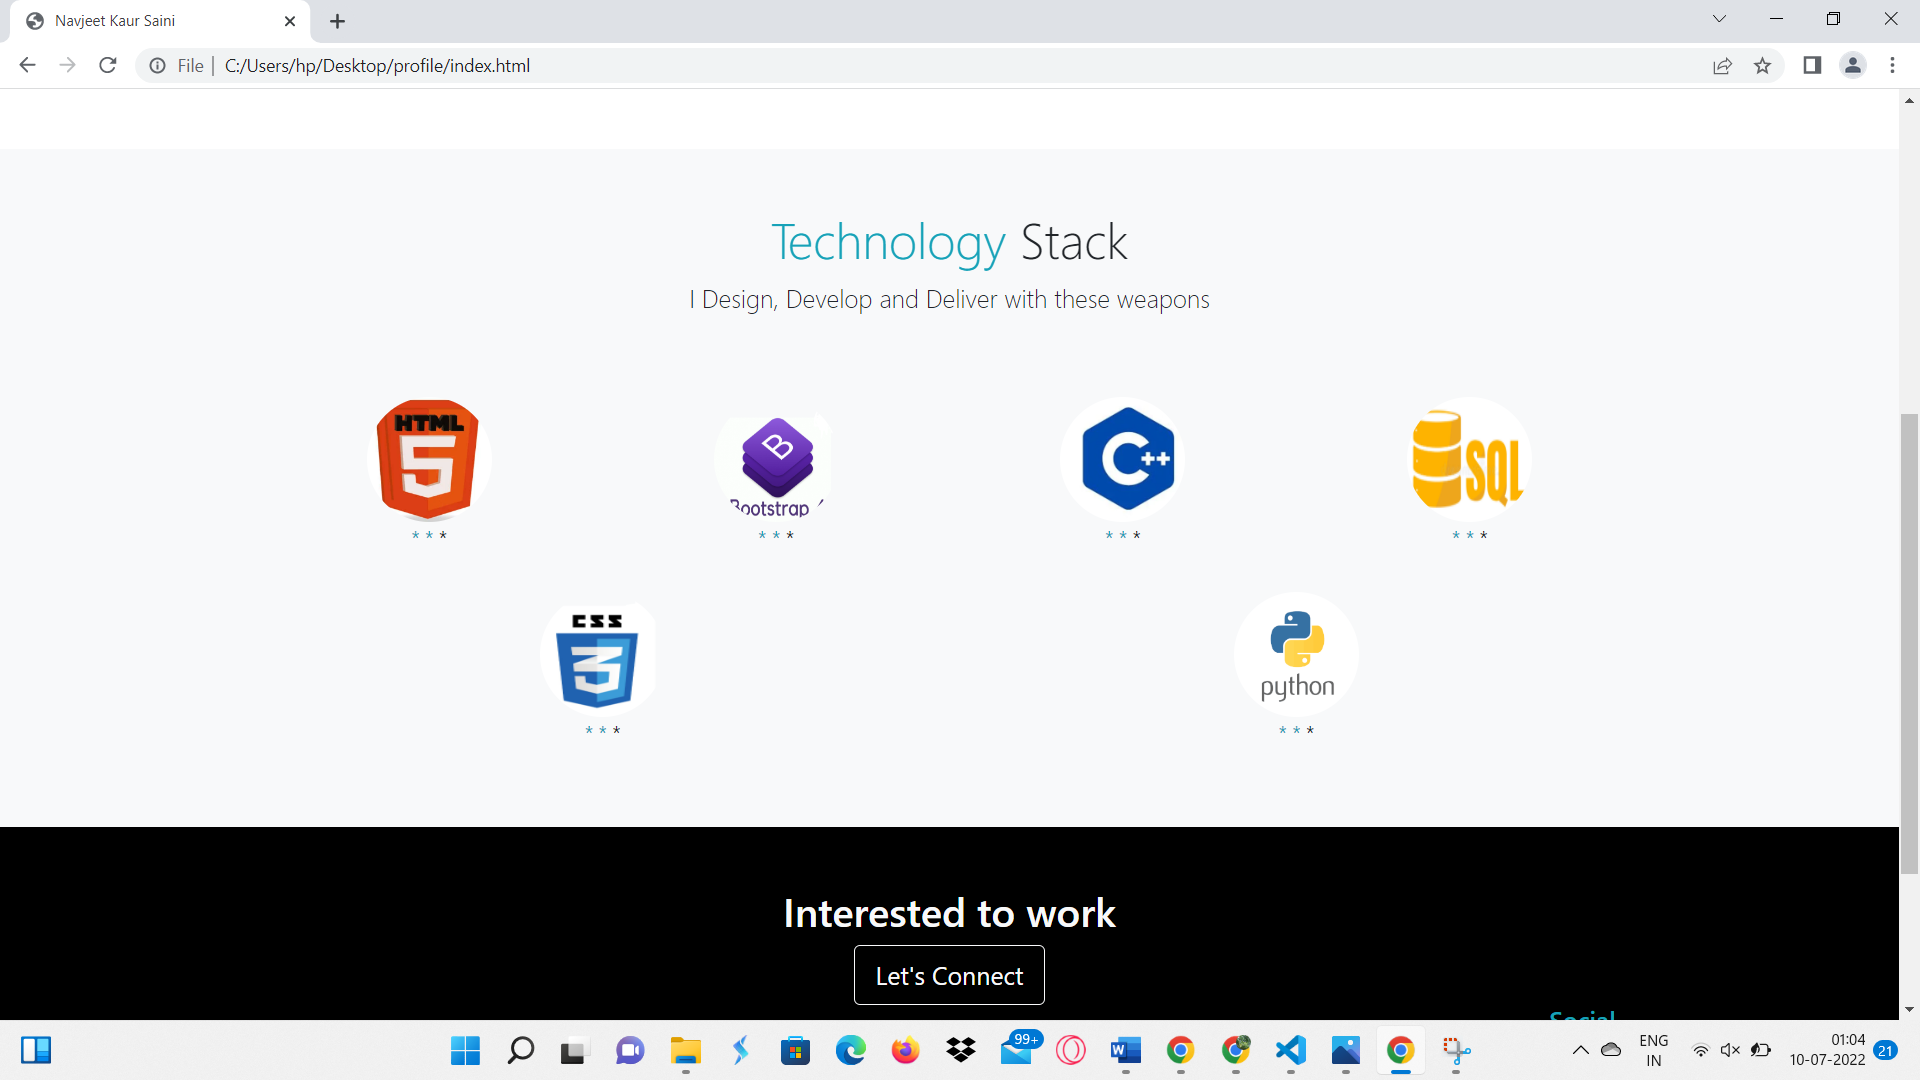 Navjeet Kaur Saini
File | C:/Users/hp/Desktop/profile/index.html
Technology Stack
I Design, Develop and Deliver with these weapons
HTML
5
B
Bootstrap
C++
SQL
* * *
* * *
* * *
* * *
CSS
3
python
* * *
* * *
Interested to work
Let's Connect
Social
99+
W
ENG
IN
01:04
10-07-2022
21